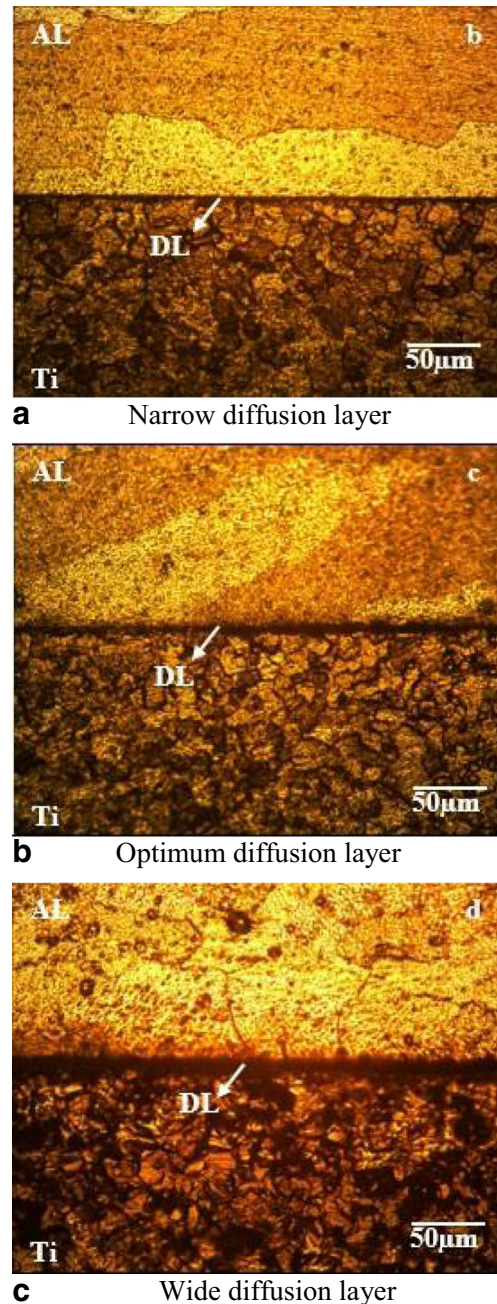 AL b
DL
50μm
Ti
a Narrow diffusion layer
AL c
DL
50μm
Ti
b Optimum diffusion layer
AL d
DL
50μm
Ti
c Wide diffusion layer